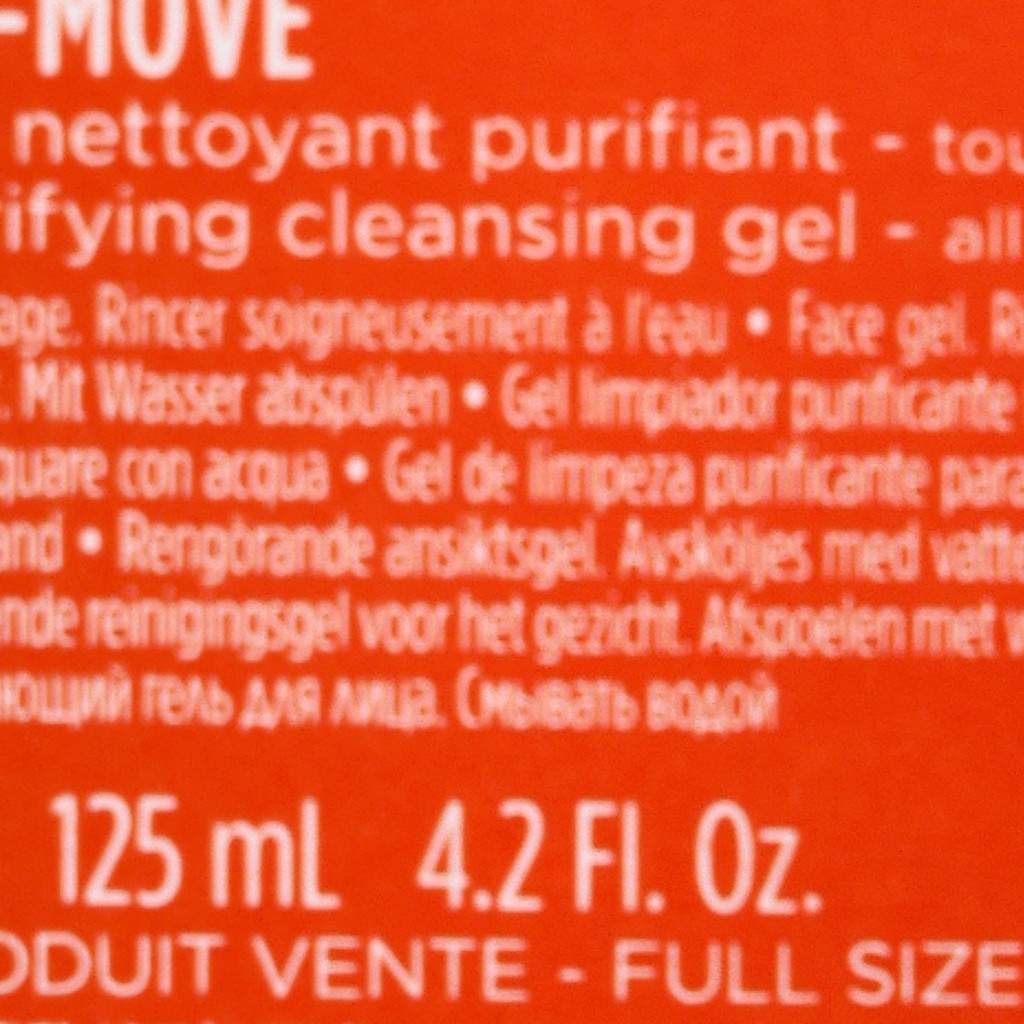 -MOVE
nettoyant purifiant - tou
ifying cleansing gel - all
age. Rincer soigneusement à l'eau • Face gel. R
. Mit Wasser abspülen • Gel limpiador purificante
quare con acqua • Gel de limpeza purificante para
and • Rengörande ansiktsgel. Avsköljes med vatte
nde reinigingsgel voor het gezicht. Afspoelen met w
ющий гель для лица. Смывать водой
125 mL 4.2 Fl. Oz.
ODUIT VENTE - FULL SIZE